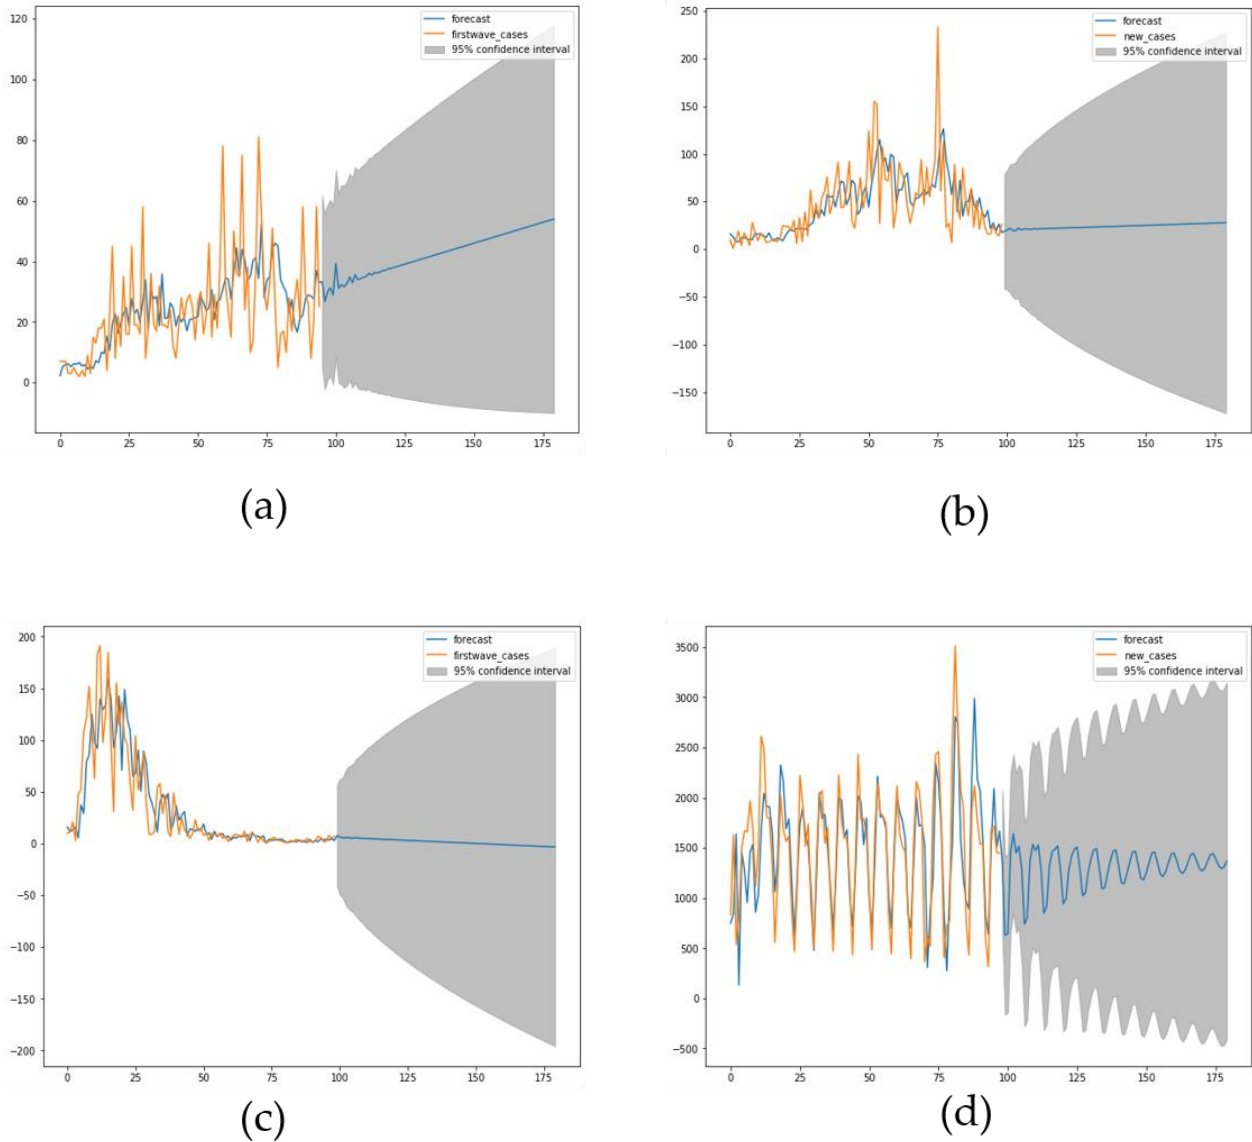 120
100
80
60
40
20
0
0 25 50 75 100 125 150 175
forecast
firstwave_cases
95% confidence interval
(a)
250
200
150
100
50
0
−50
−100
−150
0 25 50 75 100 125 150 175
forecast
new_cases
95% confidence interval
(b)
200
150
100
50
0
−50
−100
−150
−200
0 25 50 75 100 125 150 175
forecast
firstwave_cases
95% confidence interval
(c)
3500
3000
2500
2000
1500
1000
500
0
−500
0 25 50 75 100 125 150 175
forecast
new_cases
95% confidence interval
(d)